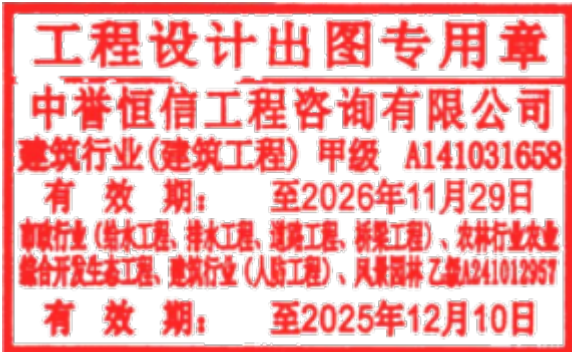 工程设计出图专用章
中誉恒信工程咨询有限公司
建筑行业(建筑工程) 甲级 A141031658
有 效 期: 至2026年11月29日
市政行业（给水工程、排水工程、道路工程、桥梁工程）、农林行业农业
综合开发生态工程、建筑行业（人防工程）、风景园林 乙级A241012957
有 效 期: 至2025年12月10日